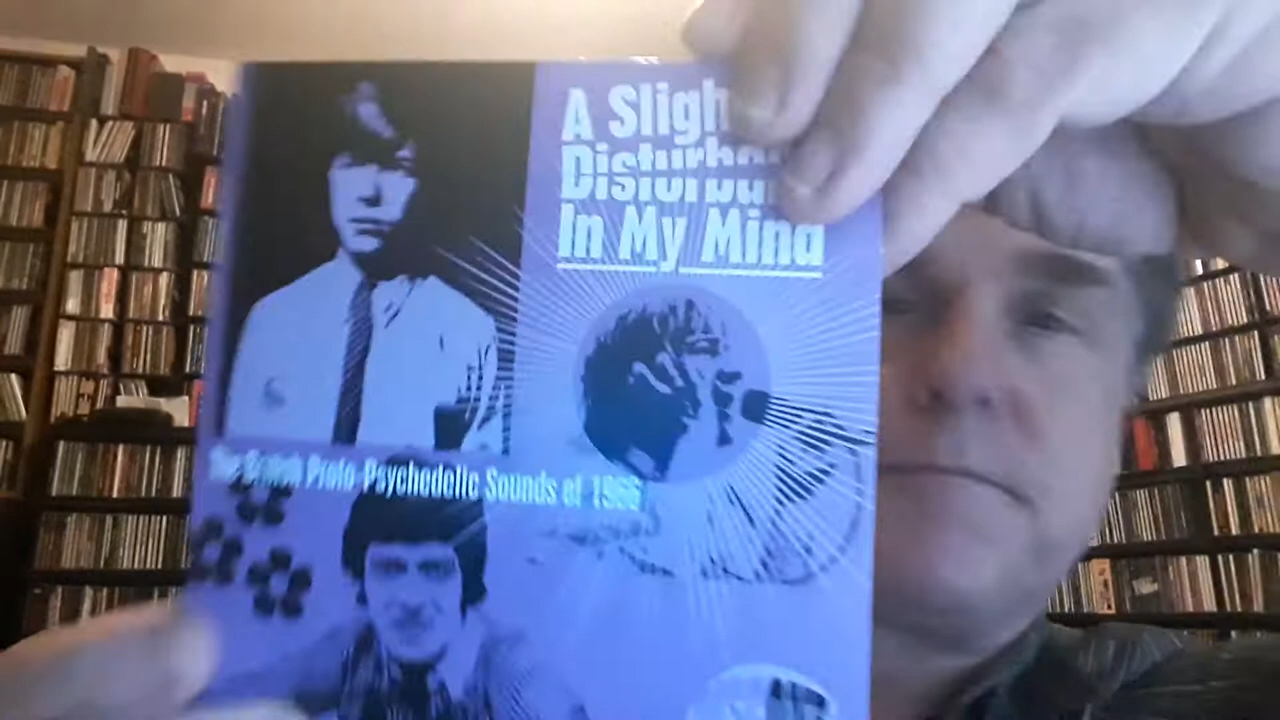 A Sligh
Disturba
In My Mind
The British Proto-Psychedelic Sounds of 1966